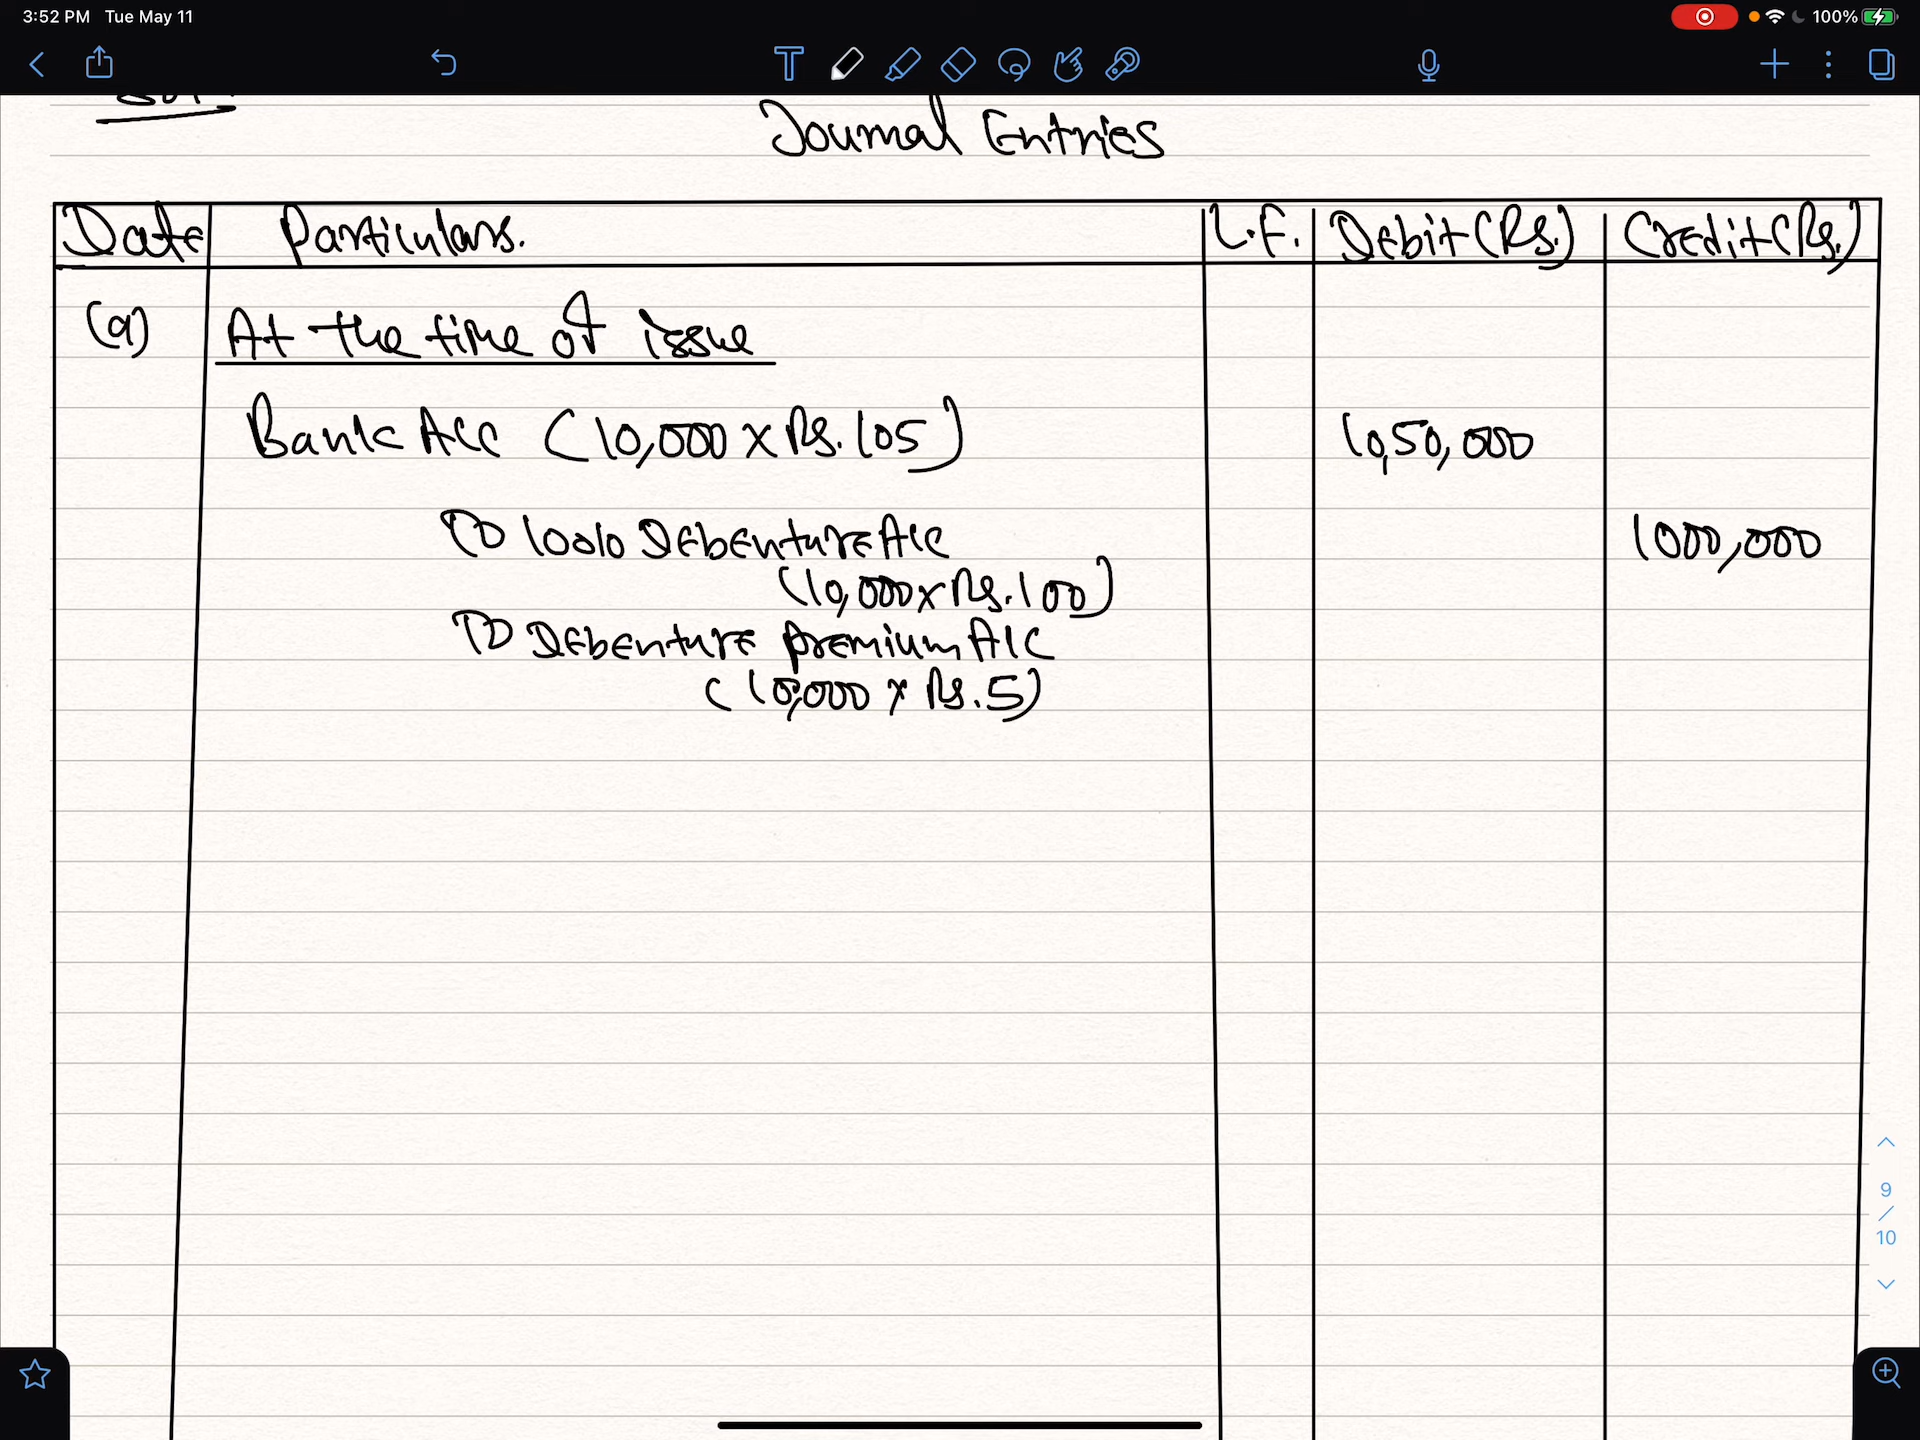 3:52 PM Tue May 11
100%
Journal Entries
Date Particulars. L.F. Debit (Rs.) Credit (Rs.)
(a) At the time of issue
Bank A/c (10,000 x Rs. 105) 10,50,000
To 10% Debenture A/c 1000,000
(10,000 x Rs. 100)
To Debenture premium A/c
(10,000 x Rs. 5)
9
/
10